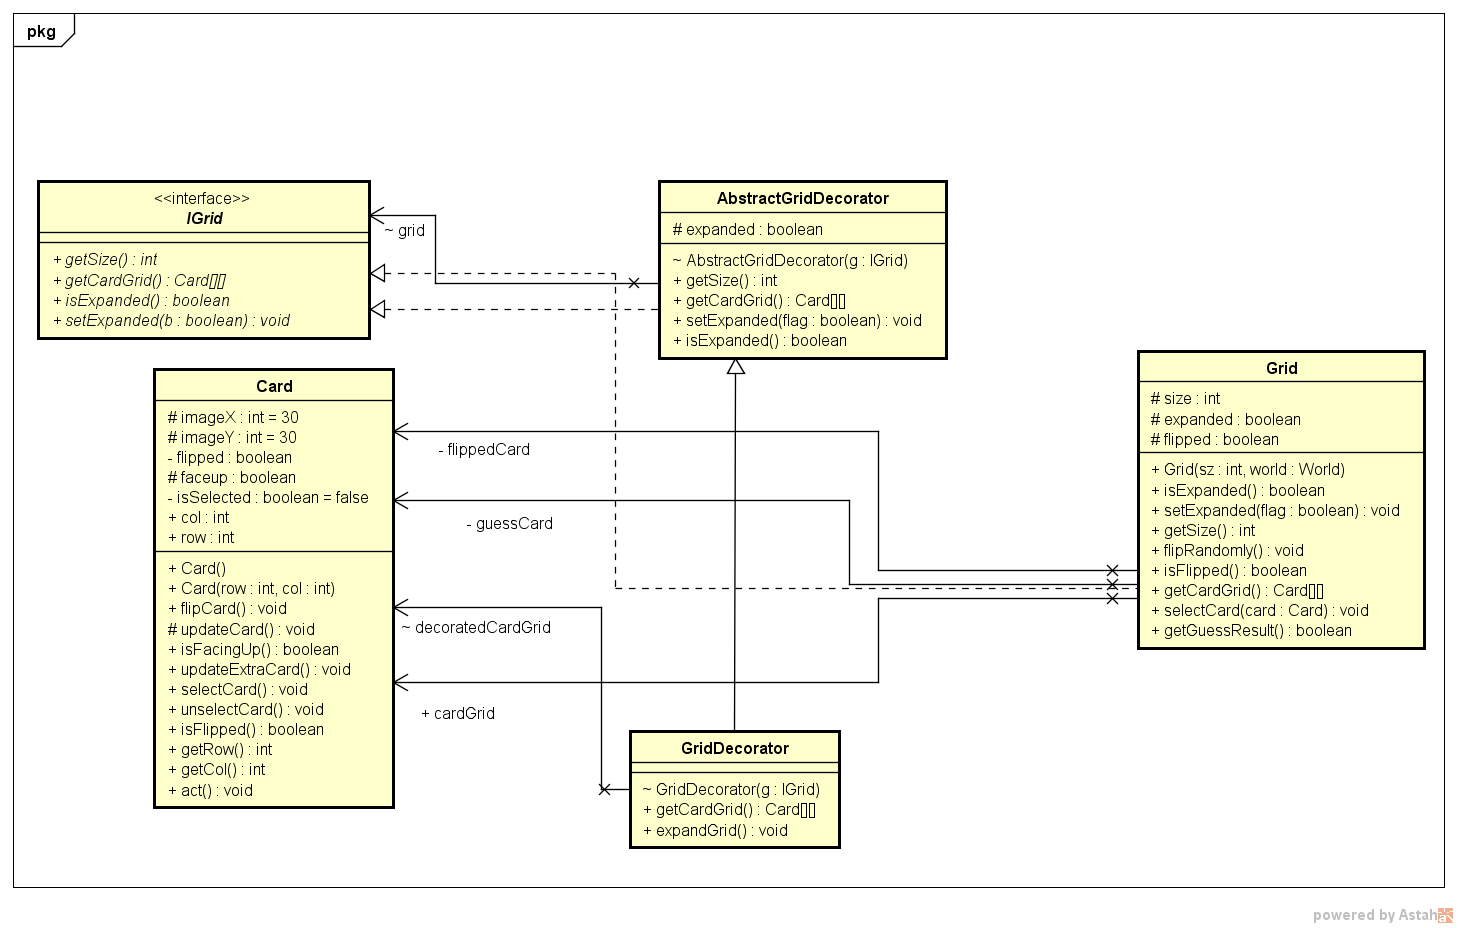 pkg
<<interface>>
IGrid
+ getSize() : int
+ getCardGrid() : Card[][]
+ isExpanded() : boolean
+ setExpanded(b : boolean) : void
~ grid
AbstractGridDecorator
# expanded : boolean
~ AbstractGridDecorator(g : IGrid)
+ getSize() : int
+ getCardGrid() : Card[][]
+ setExpanded(flag : boolean) : void
+ isExpanded() : boolean
Card
# imageX : int = 30
# imageY : int = 30
- flipped : boolean
# faceup : boolean
- isSelected : boolean = false
+ col : int
+ row : int
+ Card()
+ Card(row : int, col : int)
+ flipCard() : void
# updateCard() : void
+ isFacingUp() : boolean
+ updateExtraCard() : void
+ selectCard() : void
+ unselectCard() : void
+ isFlipped() : boolean
+ getRow() : int
+ getCol() : int
+ act() : void
- flippedCard
- guessCard
~ decoratedCardGrid
+ cardGrid
Grid
# size : int
# expanded : boolean
# flipped : boolean
+ Grid(sz : int, world : World)
+ isExpanded() : boolean
+ setExpanded(flag : boolean) : void
+ getSize() : int
+ flipRandomly() : void
+ isFlipped() : boolean
+ getCardGrid() : Card[][]
+ selectCard(card : Card) : void
+ getGuessResult() : boolean
GridDecorator
~ GridDecorator(g : IGrid)
+ getCardGrid() : Card[][]
+ expandGrid() : void
powered by Astah